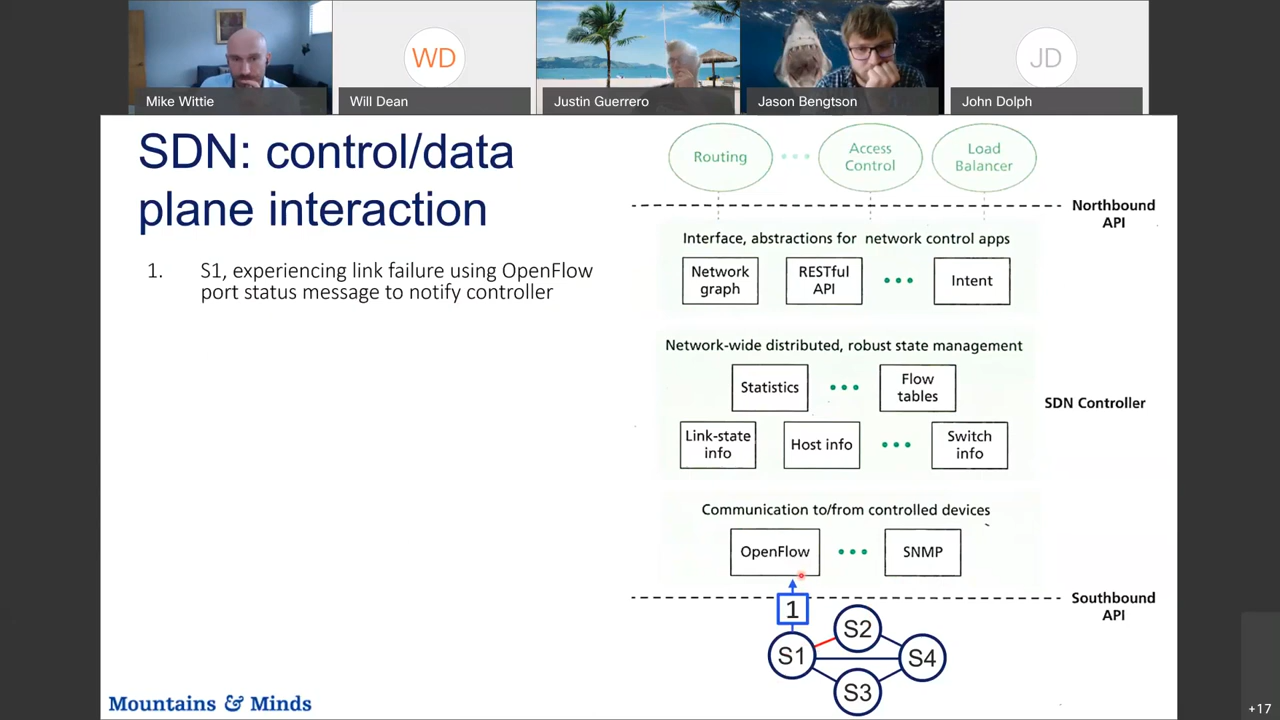 WD
JD
Mike Wittie
Will Dean
Justin Guerrero
Jason Bengtson
John Dolph
SDN: control/data
plane interaction
1. S1, experiencing link failure using OpenFlow
port status message to notify controller
Routing
Access
Control
Load
Balancer
Northbound
API
Interface, abstractions for network control apps
Network
graph
RESTful
API
Intent
Network-wide distributed, robust state management
Statistics
Flow
tables
SDN Controller
Link-state
info
Host info
Switch
info
Communication to/from controlled devices
OpenFlow
SNMP
Southbound
API
1
S1
S2
S3
S4
Mountains & Minds
+17